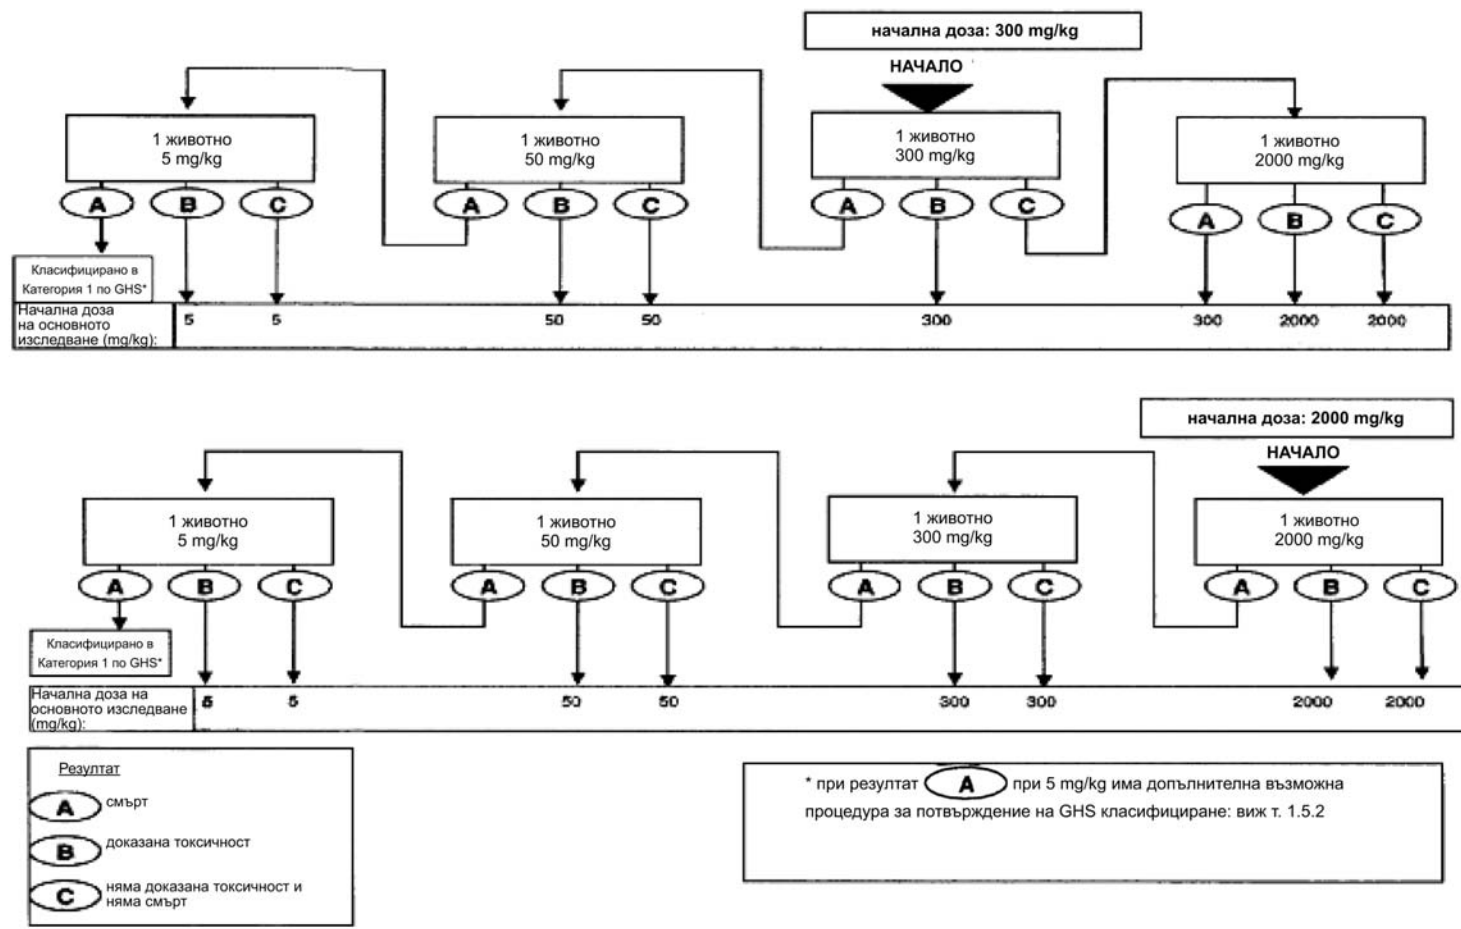 начална доза: 300 mg/kg
НАЧАЛО
1 животно
5 mg/kg
1 животно
50 mg/kg
1 животно
300 mg/kg
1 животно
2000 mg/kg
A B C A B C A B C A B C
Класифицирано в
Категория 1 по GHS*
Начална доза
на основното
изследване (mg/kg):
5 5 50 50 300 300 2000 2000
начална доза: 2000 mg/kg
НАЧАЛО
1 животно
5 mg/kg
1 животно
50 mg/kg
1 животно
300 mg/kg
1 животно
2000 mg/kg
A B C A B C A B C A B C
Класифицирано в
Категория 1 по GHS*
Начална доза на
основното изследване
(mg/kg):
5 5 50 50 300 300 2000 2000
Резултат
A смърт
B доказана токсичност
C няма доказана токсичност и
няма смърт
* при резултат A при 5 mg/kg има допълнителна възможна
процедура за потвърждение на GHS класифициране: виж т. 1.5.2